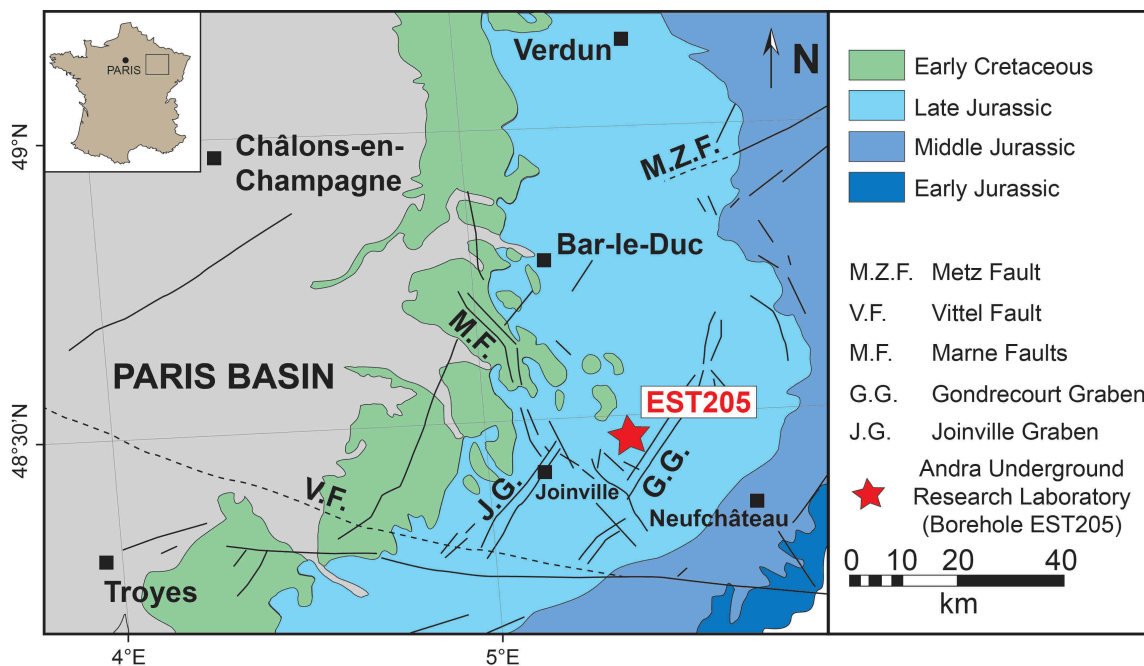 PARIS
Verdun
N
49°N
Châlons-en-
Champagne
M.Z.F.
Bar-le-Duc
M.F.
PARIS BASIN
EST205
48°30'N
V.F.
J.G.
Joinville
G.G.
Neufchâteau
Troyes
4°E
5°E
Early Cretaceous
Late Jurassic
Middle Jurassic
Early Jurassic
M.Z.F. Metz Fault
V.F. Vittel Fault
M.F. Marne Faults
G.G. Gondrecourt Graben
J.G. Joinville Graben
Andra Underground
Research Laboratory
(Borehole EST205)
0 10 20 40
km